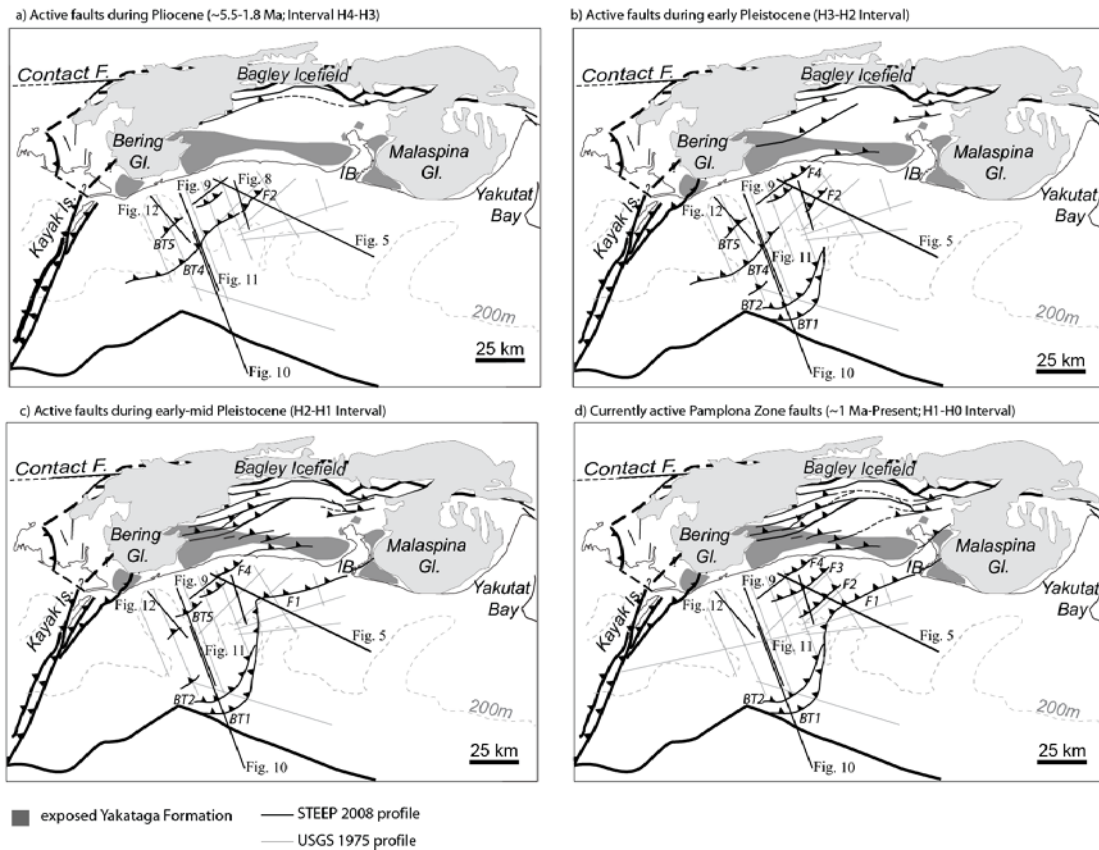 a) Active faults during Pliocene (~5.5-1.8 Ma; Interval H4-H3)
Contact F.
Bagley Icefield
Bering
Gl.
Malaspina
Gl.
IB
Yakutat
Bay
Kayak Is.
?
Fig. 9
Fig. 8
F2
Fig. 12
BT5
Fig. 5
BT4
Fig. 11
200m
25 km
Fig. 10
b) Active faults during early Pleistocene (H3-H2 Interval)
Contact F.
Bagley Icefield
Bering
Gl.
Malaspina
Gl.
IB
Yakutat
Bay
Kayak Is.
?
Fig. 9
F4
F2
Fig. 12
BT5
Fig. 5
BT4
Fig. 11
BT2
BT1
200m
25 km
Fig. 10
c) Active faults during early-mid Pleistocene (H2-H1 Interval)
Contact F.
Bagley Icefield
Bering
Gl.
Malaspina
Gl.
IB
Yakutat
Bay
Kayak Is.
?
Fig. 9
F4
F1
Fig. 12
BT5
Fig. 5
Fig. 11
BT2
BT1
200m
25 km
Fig. 10
d) Currently active Pamplona Zone faults (~1 Ma-Present; H1-H0 Interval)
Contact F.
Bagley Icefield
Bering
Gl.
Malaspina
Gl.
IB
Yakutat
Bay
Kayak Is.
?
Fig. 9
F4
F3
F2
F1
Fig. 12
Fig. 5
Fig. 11
BT2
BT1
200m
25 km
Fig. 10
exposed Yakataga Formation
STEEP 2008 profile
USGS 1975 profile